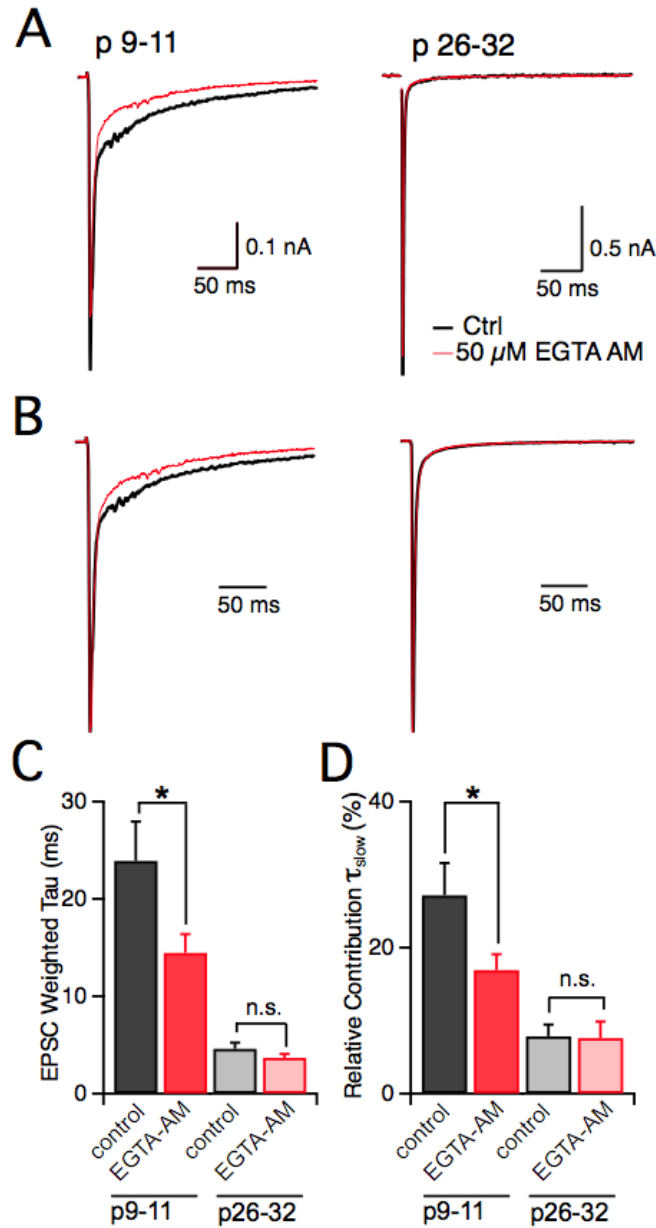 A
p 9-11
p 26-32
0.1 nA
50 ms
0.5 nA
50 ms
Ctrl
50 µM EGTA AM
B
50 ms
50 ms
C
D
EPSC Weighted Tau (ms)
30
20
10
0
*
n.s.
control
EGTA-AM
control
EGTA-AM
p9-11
p26-32
Relative Contribution τslow (%)
40
20
0
*
n.s.
control
EGTA-AM
control
EGTA-AM
p9-11
p26-32